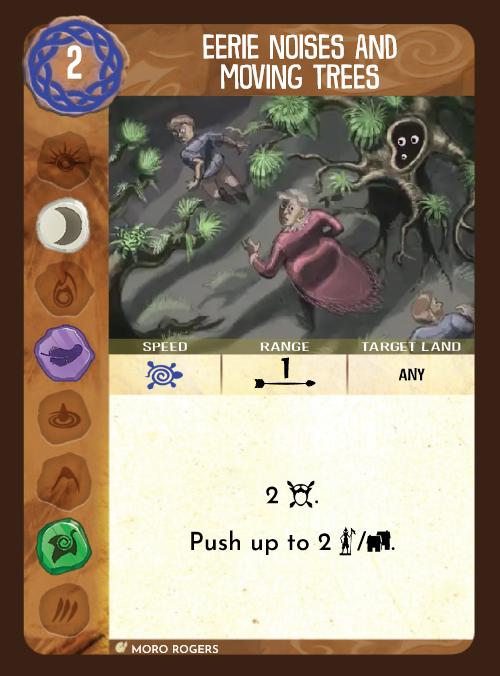 2
EERIE NOISES AND
MOVING TREES
SPEED RANGE TARGET LAND
1 ANY
2 .
Push up to 2 / .
MORO ROGERS